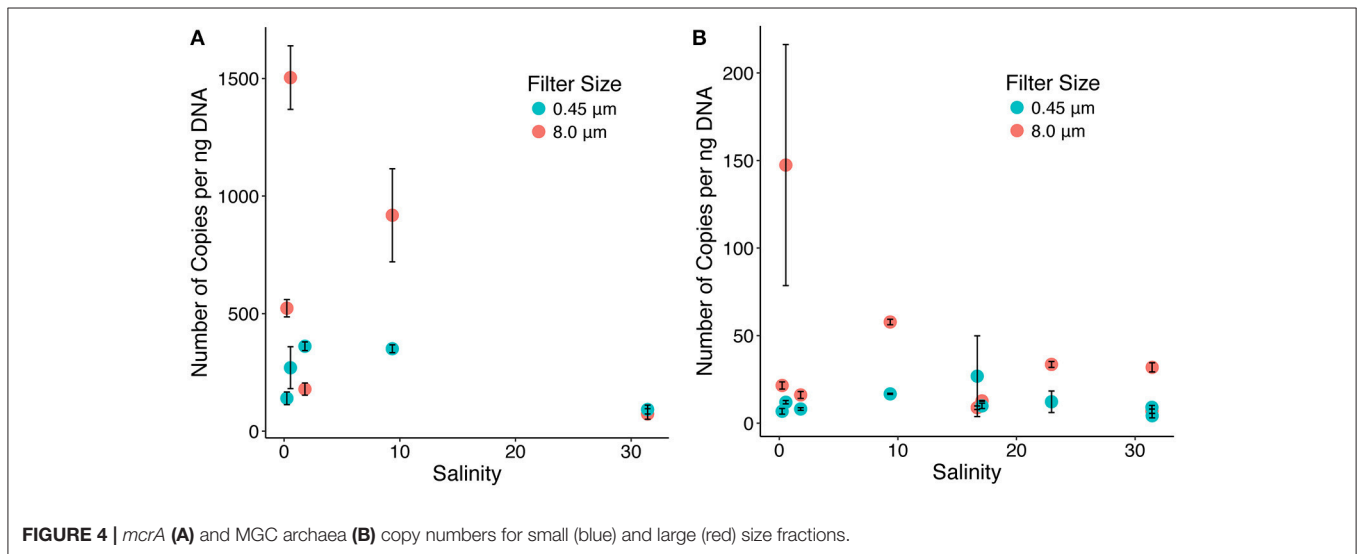 A
Number of Copies per ng DNA
1500
1000
500
0
0 10 20 30
Salinity
Filter Size
0.45 µm
8.0 µm
B
Number of Copies per ng DNA
200
150
100
50
0
0 10 20 30
Salinity
Filter Size
0.45 µm
8.0 µm
FIGURE 4 | mcrA (A) and MGC archaea (B) copy numbers for small (blue) and large (red) size fractions.